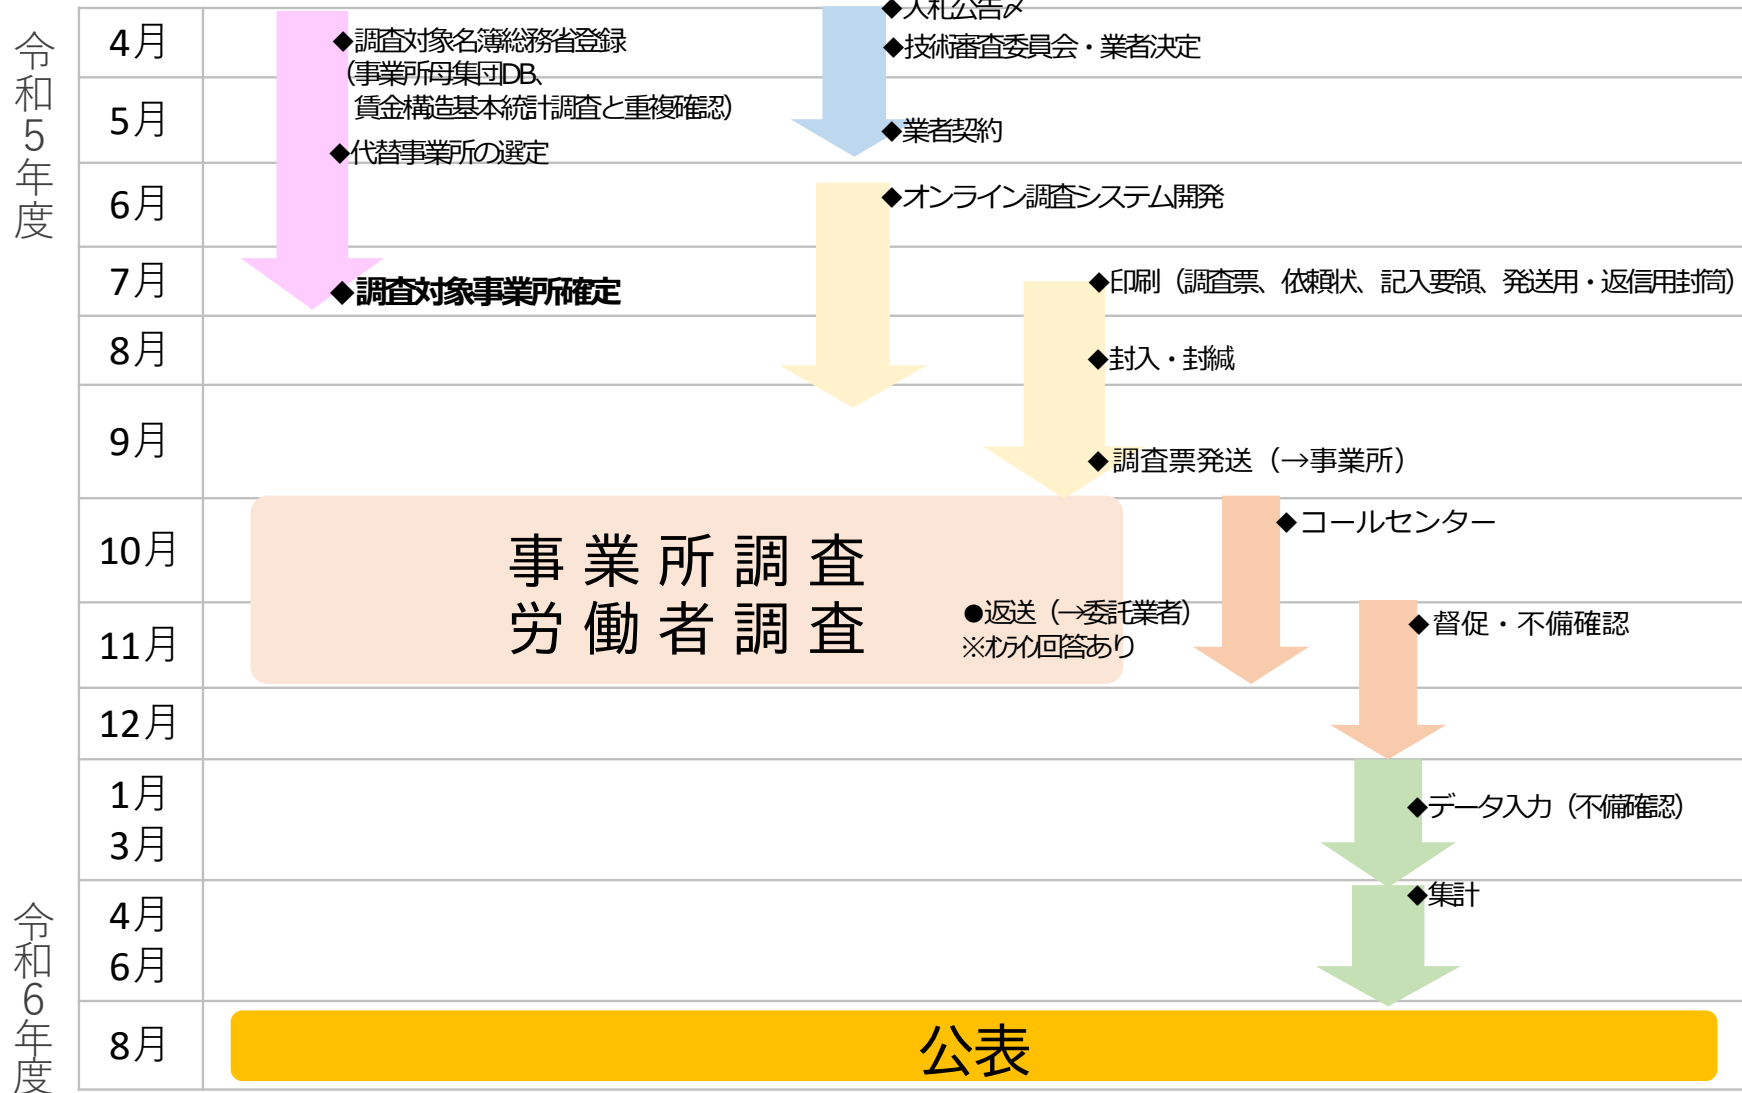 令和5年度
4月
◆調査対象名簿総務省登録
（事業所母集団DB、
賃金構造基本統計調査と重複確認）
◆入札公告〆
◆技術審査委員会・業者決定
5月
◆代替事業所の選定
◆業者契約
6月
◆オンライン調査システム開発
7月
◆調査対象事業所確定
◆印刷（調査票、依頼状、記入要領、発送用・返信用封筒）
8月
◆封入・封緘
9月
◆調査票発送（→事業所）
10月
事業所調査
労働者調査
◆コールセンター
11月
●返送（→委託業者）
※オンライン回答あり
◆督促・不備確認
12月
1月
3月
◆データ入力（不備確認）
令和6年度
4月
6月
◆集計
8月
公表